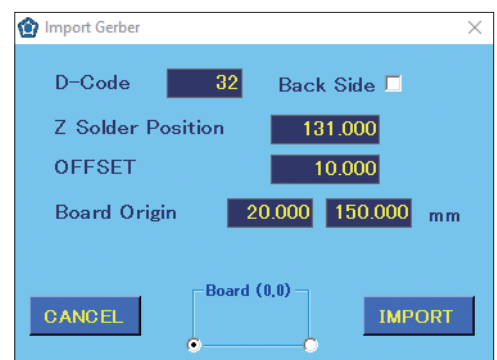 Import Gerber
D-Code 32 Back Side
Z Solder Position 131.000
OFFSET 10.000
Board Origin 20.000 150.000 mm
Board (0,0)
CANCEL IMPORT